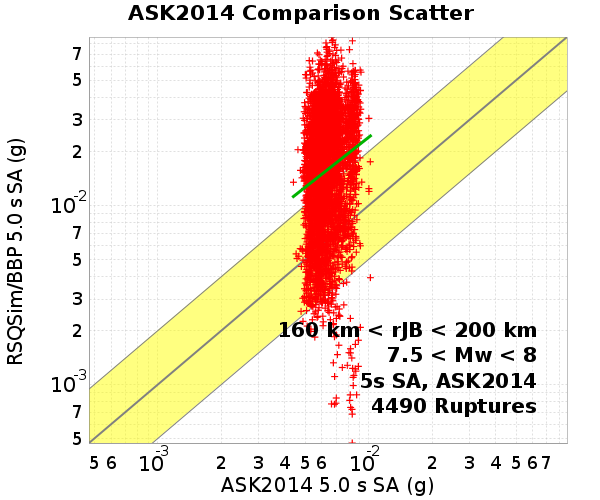 ASK2014 Comparison Scatter
RSQSim/BBP 5.0 s SA (g)
7
5
3
2
10-2
7
5
3
2
10-3
7
5
160 km < rJB < 200 km
7.5 < Mw < 8
5s SA, ASK2014
4490 Ruptures
5 6 10-3 2 3 4 5 6 10-2 2 3 4 5 6 7
ASK2014 5.0 s SA (g)